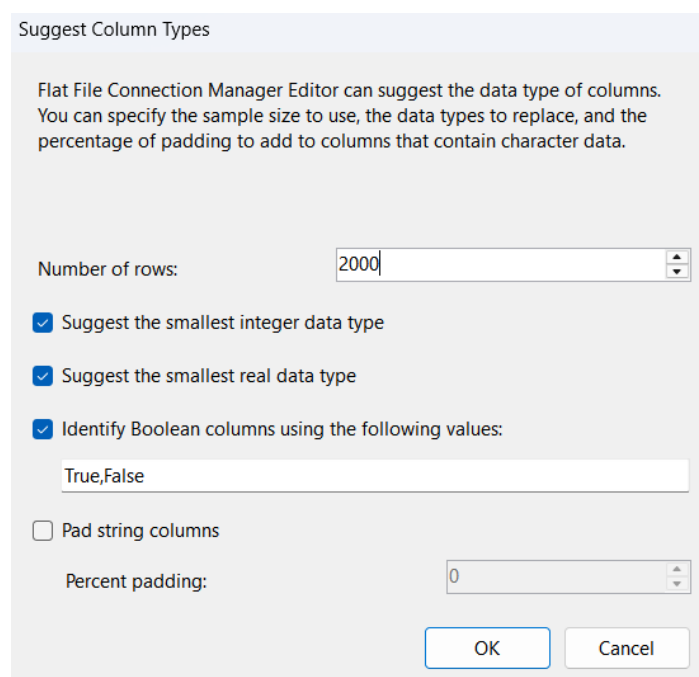 Suggest Column Types
Flat File Connection Manager Editor can suggest the data type of columns.
You can specify the sample size to use, the data types to replace, and the
percentage of padding to add to columns that contain character data.
Number of rows: 2000
Suggest the smallest integer data type
Suggest the smallest real data type
Identify Boolean columns using the following values:
True,False
Pad string columns
Percent padding: 0
OK Cancel